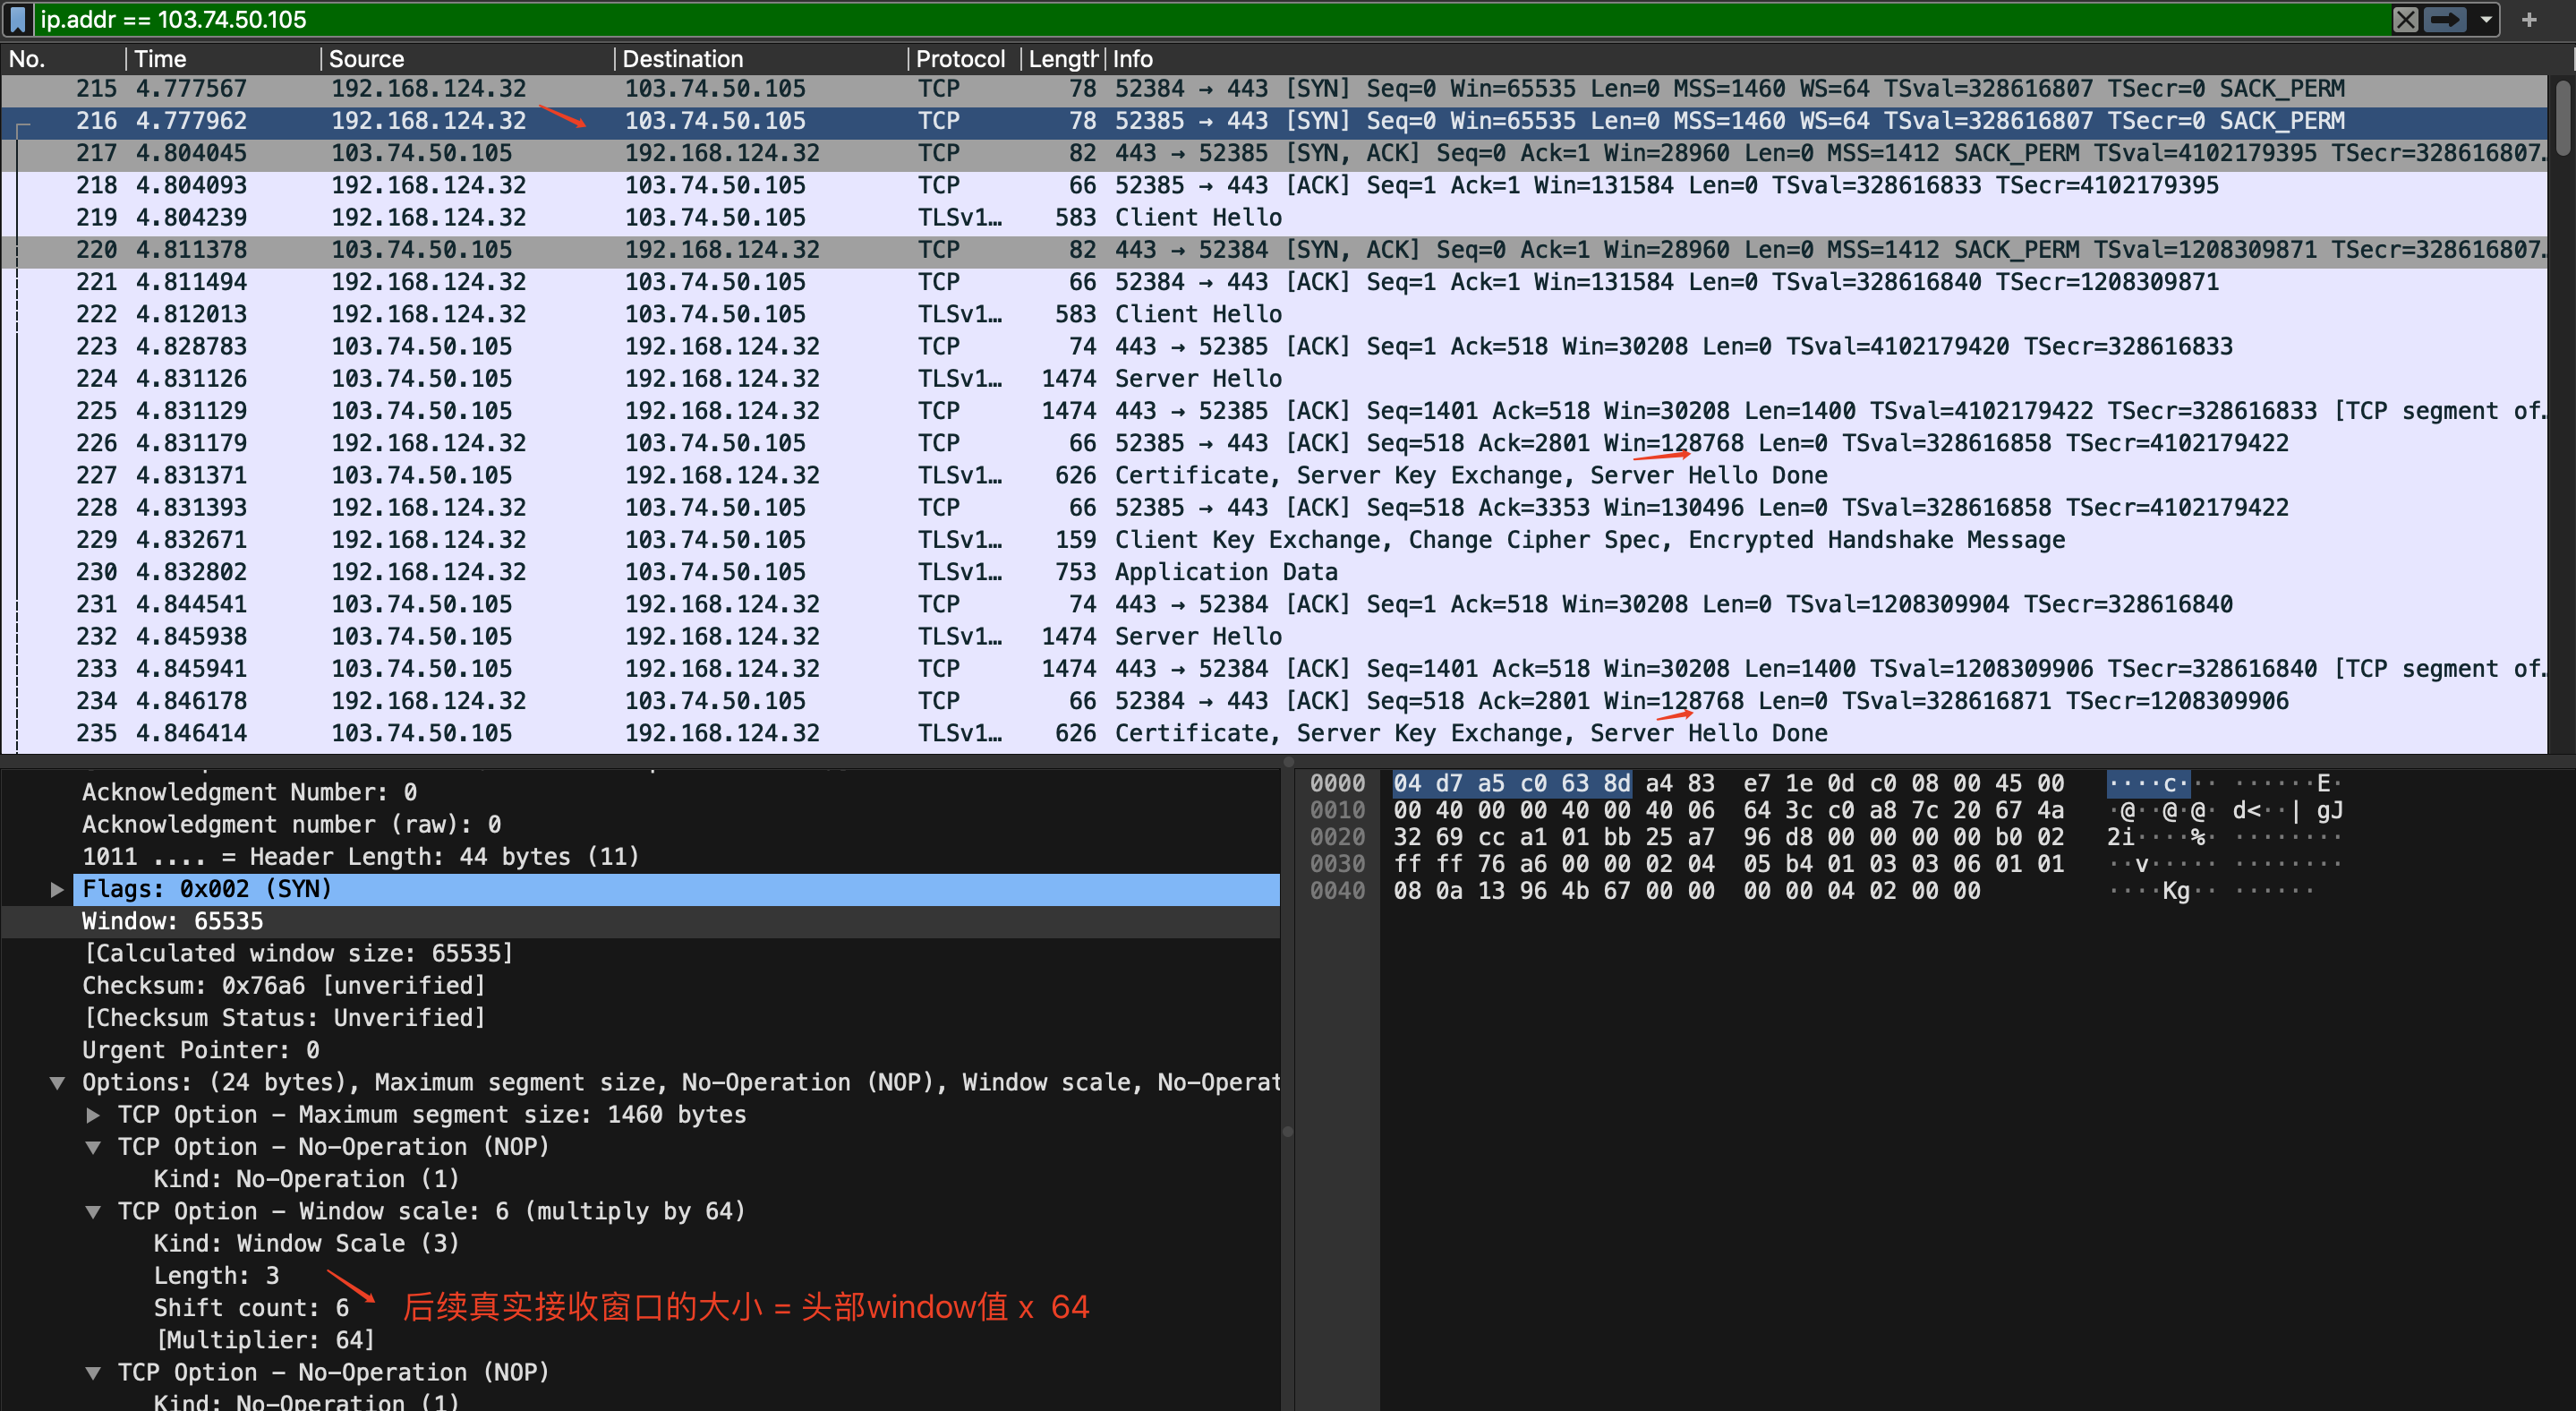 ip.addr == 103.74.50.105
No. Time Source Destination Protocol Length Info
215 4.777567 192.168.124.32 103.74.50.105 TCP 78 52384 → 443 [SYN] Seq=0 Win=65535 Len=0 MSS=1460 WS=64 TSval=328616807 TSecr=0 SACK_PERM
216 4.777962 192.168.124.32 103.74.50.105 TCP 78 52385 → 443 [SYN] Seq=0 Win=65535 Len=0 MSS=1460 WS=64 TSval=328616807 TSecr=0 SACK_PERM
217 4.804045 103.74.50.105 192.168.124.32 TCP 82 443 → 52385 [SYN, ACK] Seq=0 Ack=1 Win=28960 Len=0 MSS=1412 SACK_PERM TSval=4102179395 TSecr=328616807…
218 4.804093 192.168.124.32 103.74.50.105 TCP 66 52385 → 443 [ACK] Seq=1 Ack=1 Win=131584 Len=0 TSval=328616833 TSecr=4102179395
219 4.804239 192.168.124.32 103.74.50.105 TLSv1… 583 Client Hello
220 4.811378 103.74.50.105 192.168.124.32 TCP 82 443 → 52384 [SYN, ACK] Seq=0 Ack=1 Win=28960 Len=0 MSS=1412 SACK_PERM TSval=1208309871 TSecr=328616807…
221 4.811494 192.168.124.32 103.74.50.105 TCP 66 52384 → 443 [ACK] Seq=1 Ack=1 Win=131584 Len=0 TSval=328616840 TSecr=1208309871
222 4.812013 192.168.124.32 103.74.50.105 TLSv1… 583 Client Hello
223 4.828783 103.74.50.105 192.168.124.32 TCP 74 443 → 52385 [ACK] Seq=1 Ack=518 Win=30208 Len=0 TSval=4102179420 TSecr=328616833
224 4.831126 103.74.50.105 192.168.124.32 TLSv1… 1474 Server Hello
225 4.831129 103.74.50.105 192.168.124.32 TCP 1474 443 → 52385 [ACK] Seq=1401 Ack=518 Win=30208 Len=1400 TSval=4102179422 TSecr=328616833 [TCP segment of…
226 4.831179 192.168.124.32 103.74.50.105 TCP 66 52385 → 443 [ACK] Seq=518 Ack=2801 Win=128768 Len=0 TSval=328616858 TSecr=4102179422
227 4.831371 103.74.50.105 192.168.124.32 TLSv1… 626 Certificate, Server Key Exchange, Server Hello Done
228 4.831393 192.168.124.32 103.74.50.105 TCP 66 52385 → 443 [ACK] Seq=518 Ack=3353 Win=130496 Len=0 TSval=328616858 TSecr=4102179422
229 4.832671 192.168.124.32 103.74.50.105 TLSv1… 159 Client Key Exchange, Change Cipher Spec, Encrypted Handshake Message
230 4.832802 192.168.124.32 103.74.50.105 TLSv1… 753 Application Data
231 4.844541 103.74.50.105 192.168.124.32 TCP 74 443 → 52384 [ACK] Seq=1 Ack=518 Win=30208 Len=0 TSval=1208309904 TSecr=328616840
232 4.845938 103.74.50.105 192.168.124.32 TLSv1… 1474 Server Hello
233 4.845941 103.74.50.105 192.168.124.32 TCP 1474 443 → 52384 [ACK] Seq=1401 Ack=518 Win=30208 Len=1400 TSval=1208309906 TSecr=328616840 [TCP segment of…
234 4.846178 192.168.124.32 103.74.50.105 TCP 66 52384 → 443 [ACK] Seq=518 Ack=2801 Win=128768 Len=0 TSval=328616871 TSecr=1208309906
235 4.846414 103.74.50.105 192.168.124.32 TLSv1… 626 Certificate, Server Key Exchange, Server Hello Done
Acknowledgment Number: 0
Acknowledgment number (raw): 0
1011 .... = Header Length: 44 bytes (11)
Flags: 0x002 (SYN)
Window: 65535
[Calculated window size: 65535]
Checksum: 0x76a6 [unverified]
[Checksum Status: Unverified]
Urgent Pointer: 0
Options: (24 bytes), Maximum segment size, No-Operation (NOP), Window scale, No-Operat
TCP Option - Maximum segment size: 1460 bytes
TCP Option - No-Operation (NOP)
Kind: No-Operation (1)
TCP Option - Window scale: 6 (multiply by 64)
Kind: Window Scale (3)
Length: 3
Shift count: 6
后续真实接收窗口的大小 = 头部window值 x 64
[Multiplier: 64]
TCP Option - No-Operation (NOP)
Kind: No-Operation (1)
0000 04 d7 a5 c0 63 8d a4 83 e7 1e 0d c0 08 00 45 00 ····c··· ······E·
0010 00 40 00 00 40 00 40 06 64 3c c0 a8 7c 20 67 4a ·@··@·@· d<··| gJ
0020 32 69 cc a1 01 bb 25 a7 96 d8 00 00 00 00 b0 02 2i····%· ········
0030 ff ff 76 a6 00 00 02 04 05 b4 01 03 03 06 01 01 ··v····· ········
0040 08 0a 13 96 4b 67 00 00 00 00 04 02 00 00 ····Kg·· ······